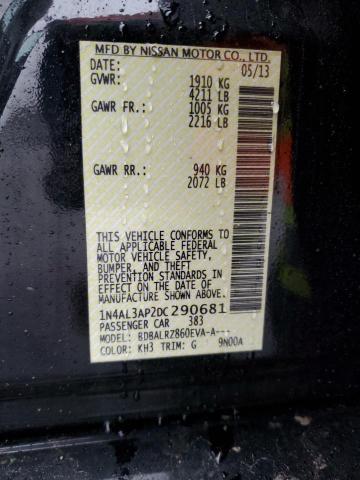 MFD BY NISSAN MOTOR CO., LTD.
DATE: 05/13
GVWR: 1910 KG
4211 LB
GAWR FR: 1005 KG
2216 LB
GAWR RR: 940 KG
2072 LB
THIS VEHICLE CONFORMS TO
ALL APPLICABLE FEDERAL
MOTOR VEHICLE SAFETY,
BUMPER, AND THEFT
PREVENTION STANDARDS IN
EFFECT ON THE DATE OF
MANUFACTURE SHOWN ABOVE.
1N4AL3AP2DC290681
PASSENGER CAR 383
MODEL: BDBALRZ860EVA-A---
COLOR: KH3 TRIM: G 9N00A